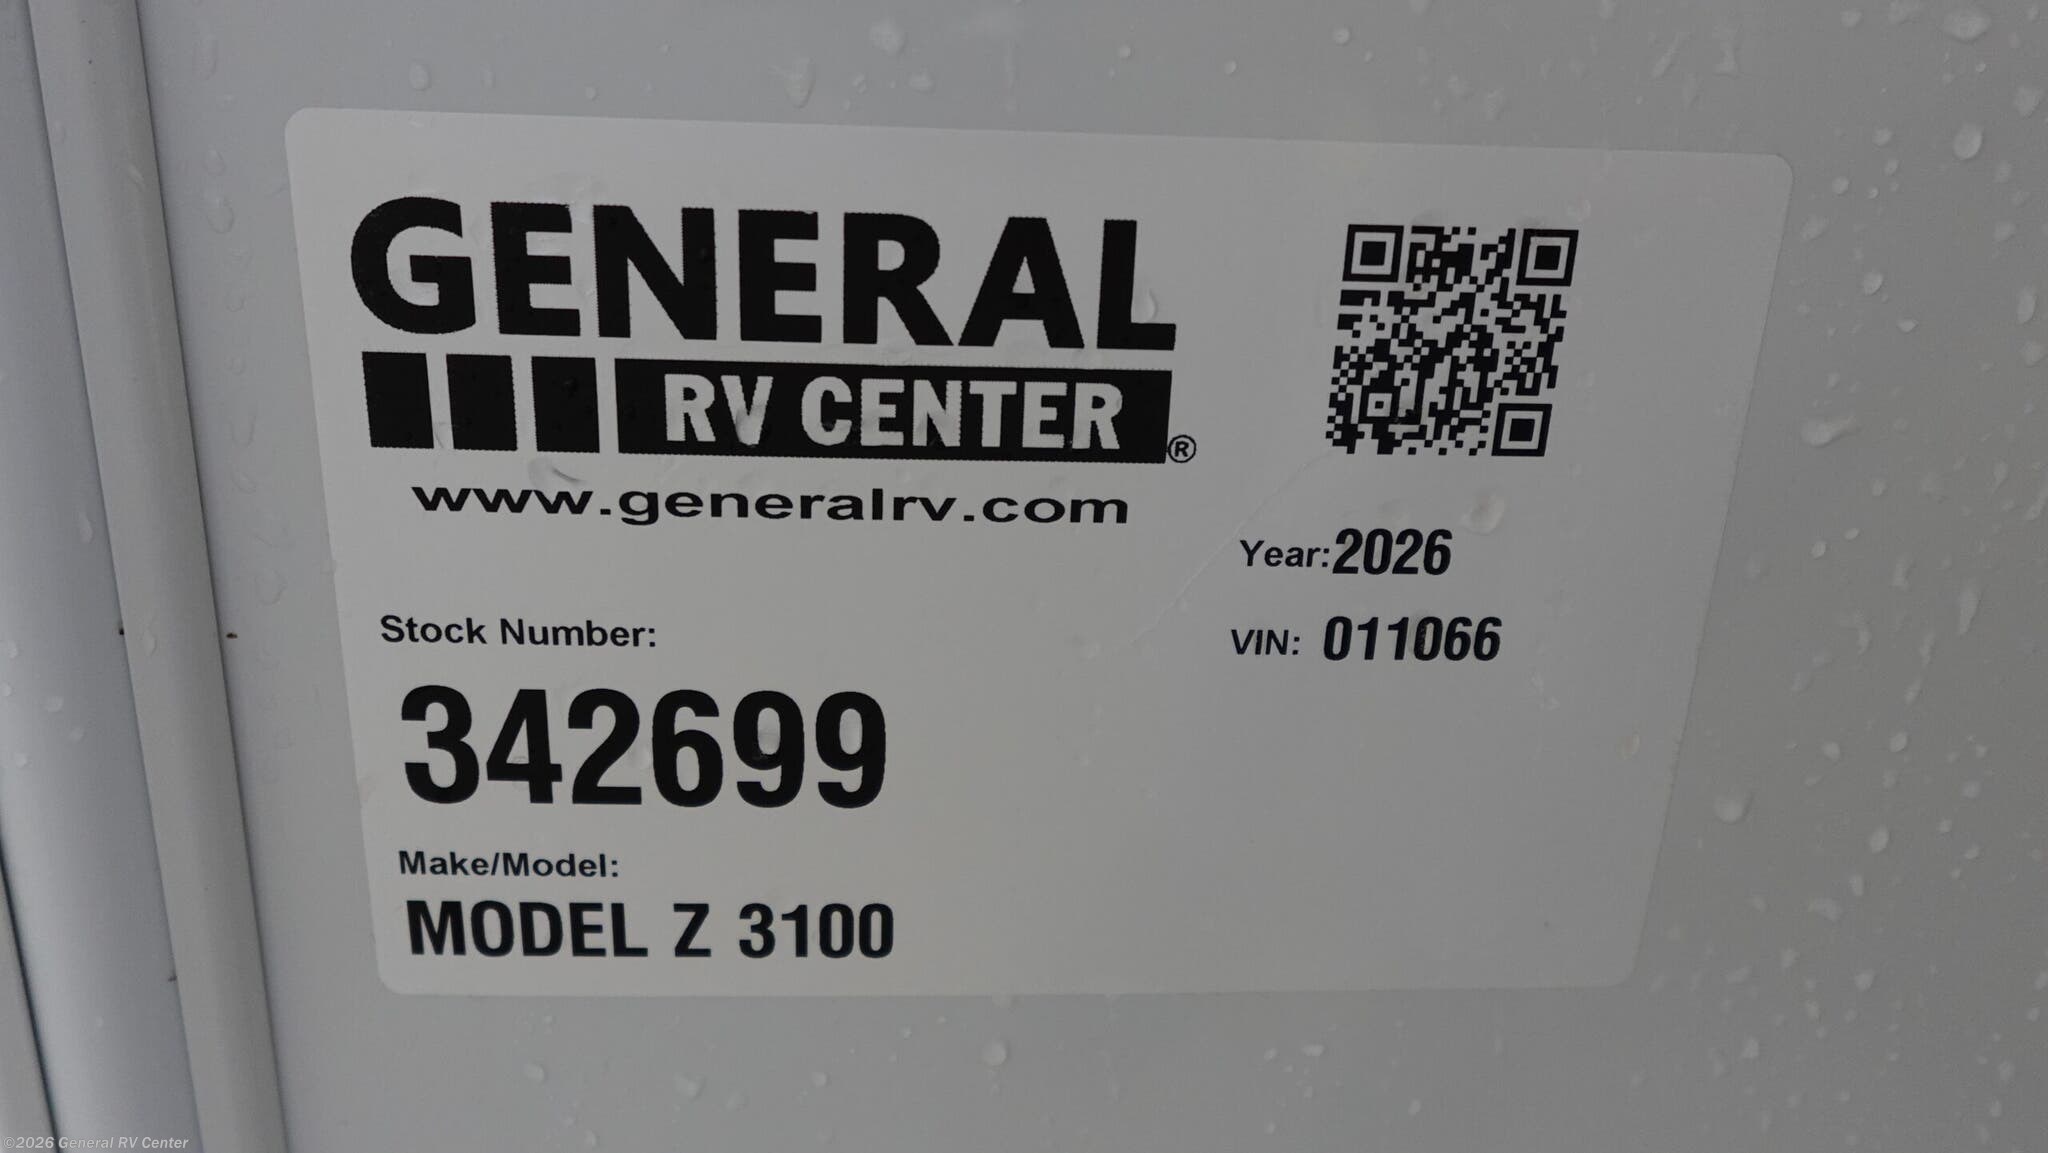 GENERAL
RV CENTER®
www.generalrv.com
Year:2026
VIN: 011066
Stock Number:
342699
Make/Model:
MODEL Z 3100
©2026 General RV Center